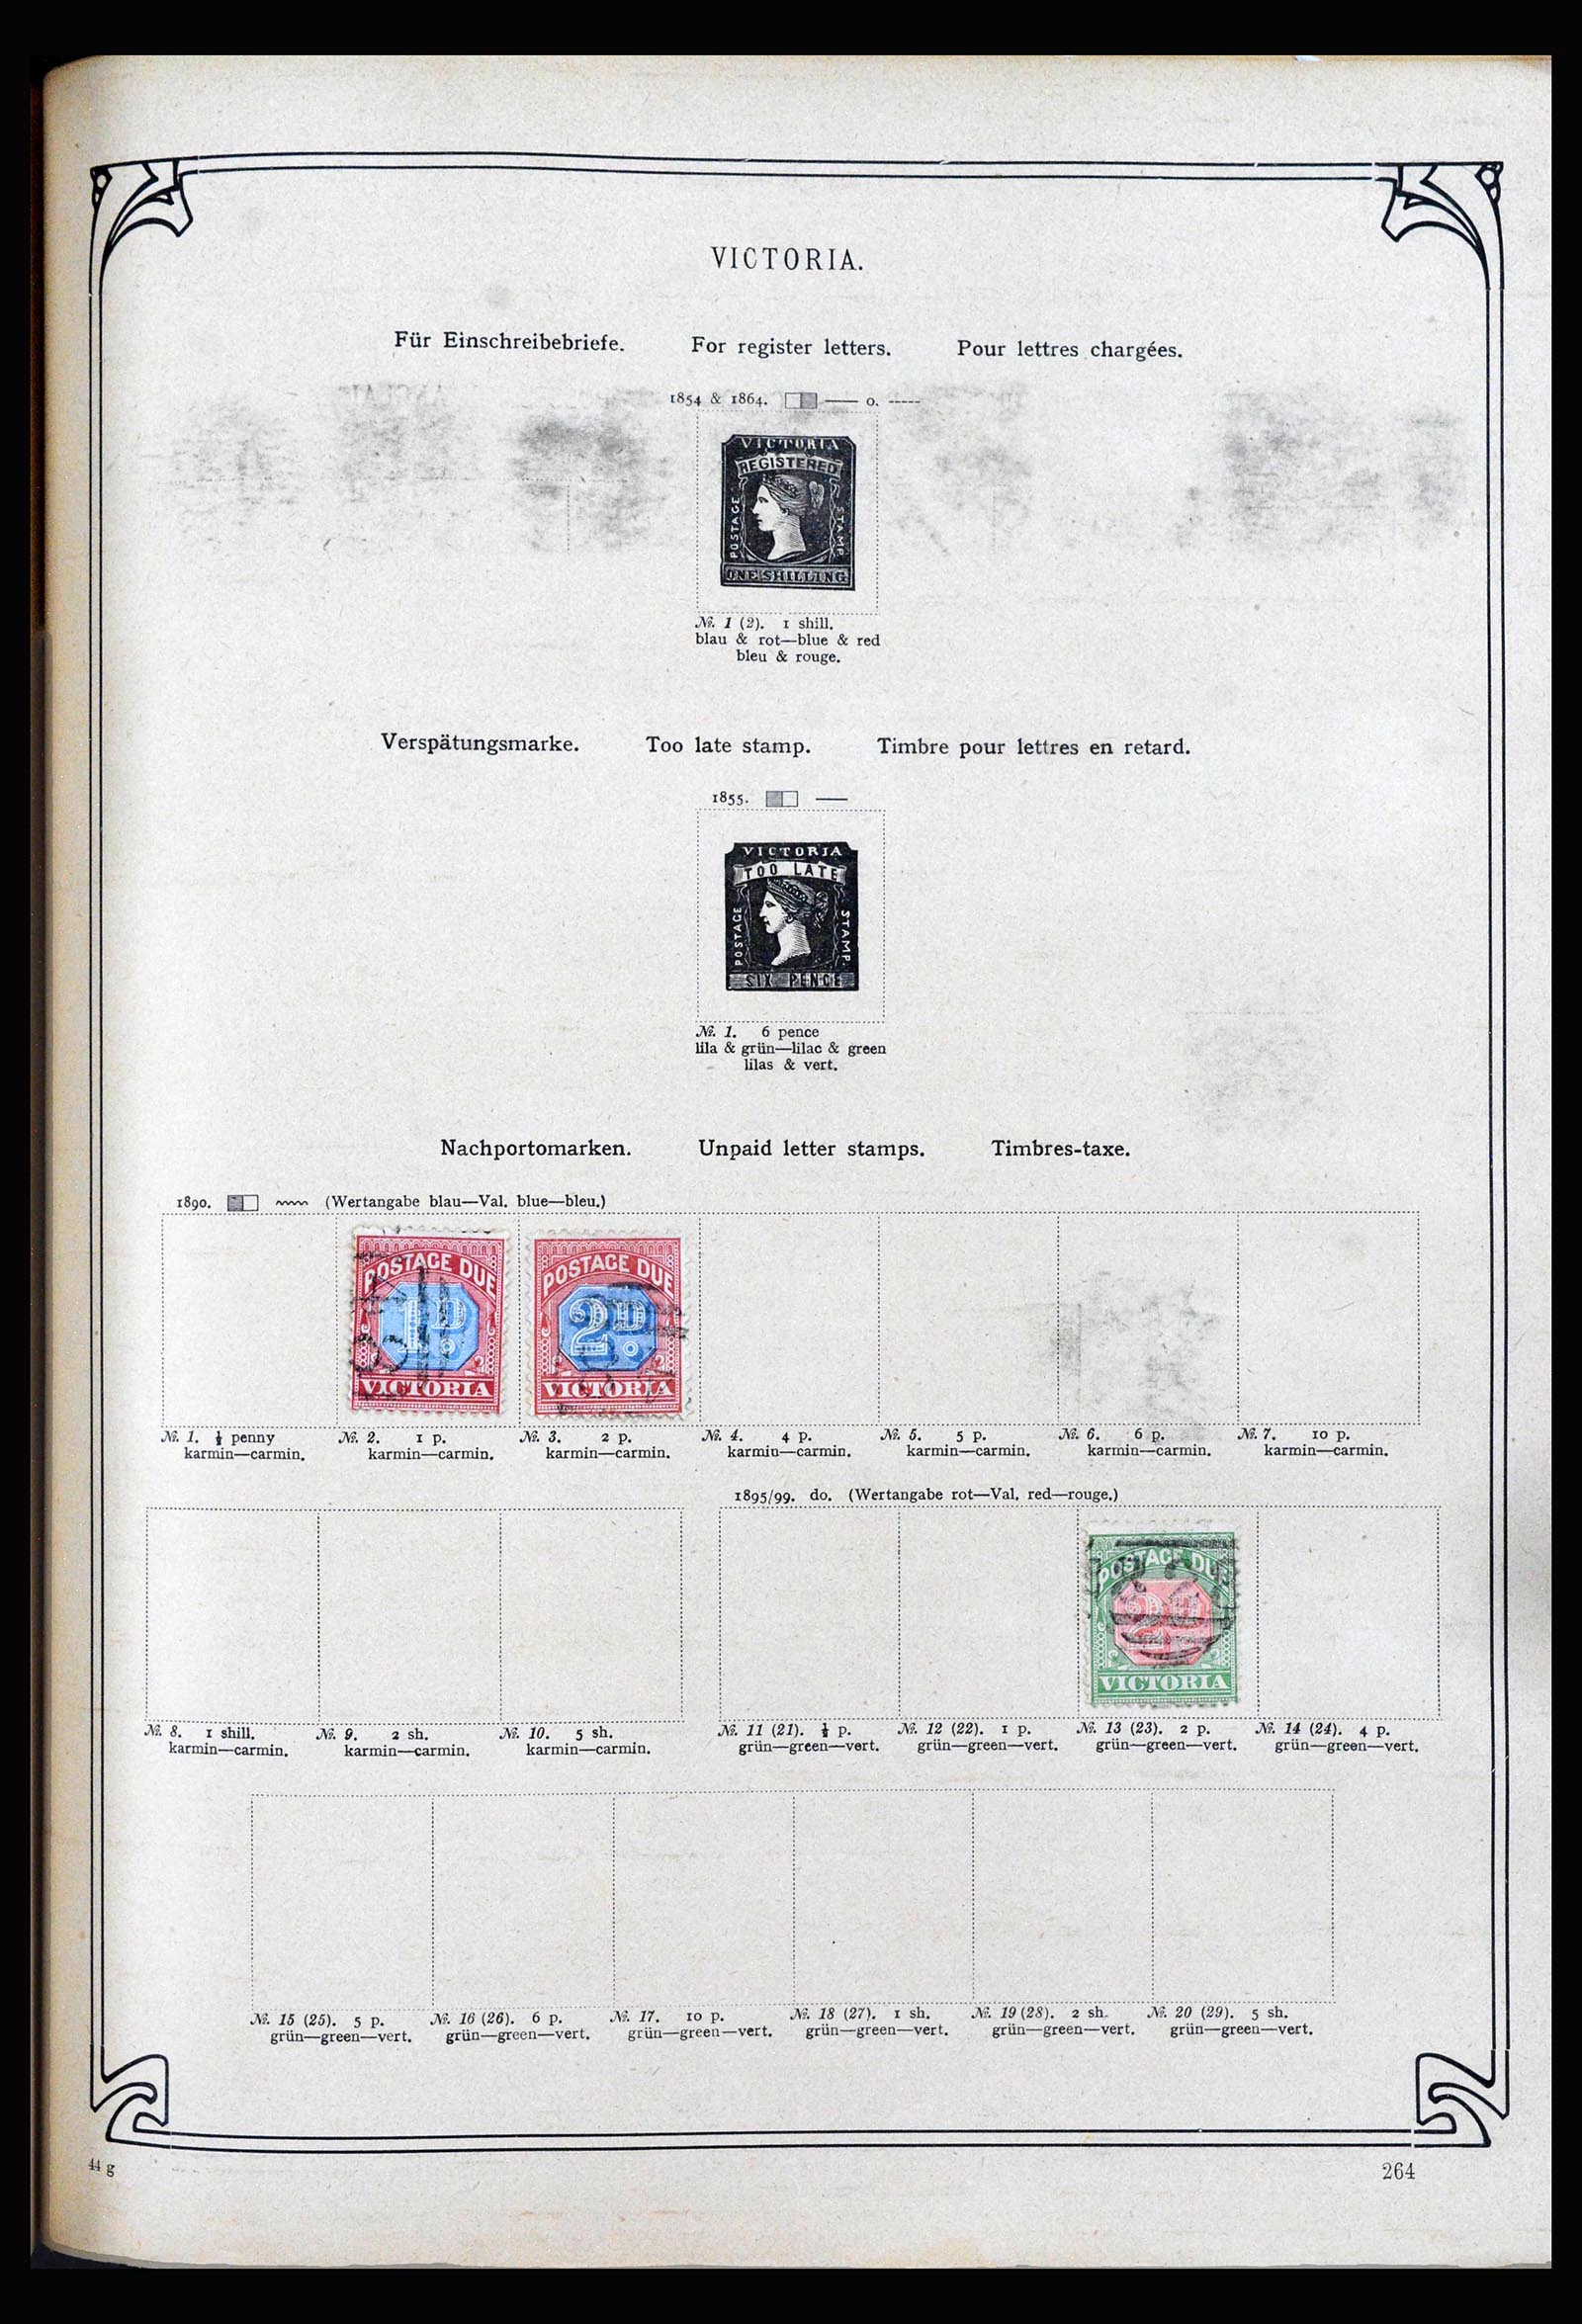 VICTORIA.
Für Einschreibebriefe. For register letters. Pour lettres chargées.
1854 & 1864. o.
VICTORIA
REGISTERED
POSTAGE STAMP
ONE SHILLING
№. 1 (2). 1 shill.
blau & rot—blue & red
bleu & rouge.
Verspätungsmarke. Too late stamp. Timbre pour lettres en retard.
1855.
VICTORIA
TOO LATE
POSTAGE STAMP.
SIX PENCE
№. 1. 6 pence
lila & grün—lilac & green
lilas & vert.
Nachportomarken. Unpaid letter stamps. Timbres-taxe.
1890. (Wertangabe blau—Val. blue—bleu.)
POSTAGE DUE POSTAGE DUE
1D. 2D.
VICTORIA VICTORIA
№. 1. ½ penny №. 2. 1 p. №. 3. 2 p. №. 4. 4 p. №. 5. 5 p. №. 6. 6 p. №. 7. 10 p.
karmin—carmin. karmin—carmin. karmin—carmin. karmin—carmin. karmin—carmin. karmin—carmin. karmin—carmin.
1895/99. do. (Wertangabe rot—Val. red—rouge.)
POSTAGE DUE
2D.
VICTORIA
№. 8. 1 shill. №. 9. 2 sh. №. 10. 5 sh. №. 11 (21). ½ p. №. 12 (22). 1 p. №. 13 (23). 2 p. №. 14 (24). 4 p.
karmin—carmin. karmin—carmin. karmin—carmin. grün—green—vert. grün—green—vert. grün—green—vert. grün—green—vert.
№. 15 (25). 5 p. №. 16 (26). 6 p. №. 17. 10 p. №. 18 (27). 1 sh. №. 19 (28). 2 sh. №. 20 (29). 5 sh.
grün—green—vert. grün—green—vert. grün—green—vert. grün—green—vert. grün—green—vert. grün—green—vert.
44 g 264